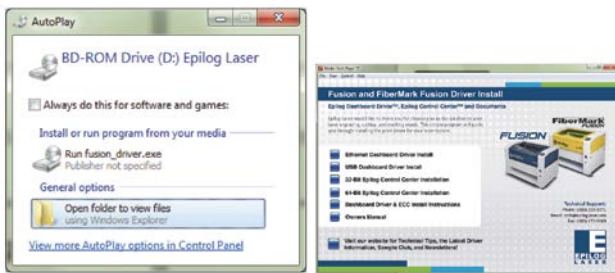 AutoPlay
BD-ROM Drive (D:) Epilog Laser
Always do this for software and games:
Install or run program from your media
Run fusion_driver.exe
Publisher not specified
General options
Open folder to view files
using Windows Explorer
View more AutoPlay options in Control Panel
Fusion and FiberMark Fusion Driver Install
Epilog Dashboard Driver™, Epilog Control Center™ and Documents
FiberMark
FUSION
Ethernet Dashboard Driver Install
USB Dashboard Driver Install
32-Bit Epilog Control Center Installation
64-Bit Epilog Control Center Installation
Dashboard Driver & ECC Install Instructions
Owners Manual
Technical Support:
Visit our website for Technical Tips, the Latest Driver
Information, Sample Club, and Newsletters!
EPILOG
LASER